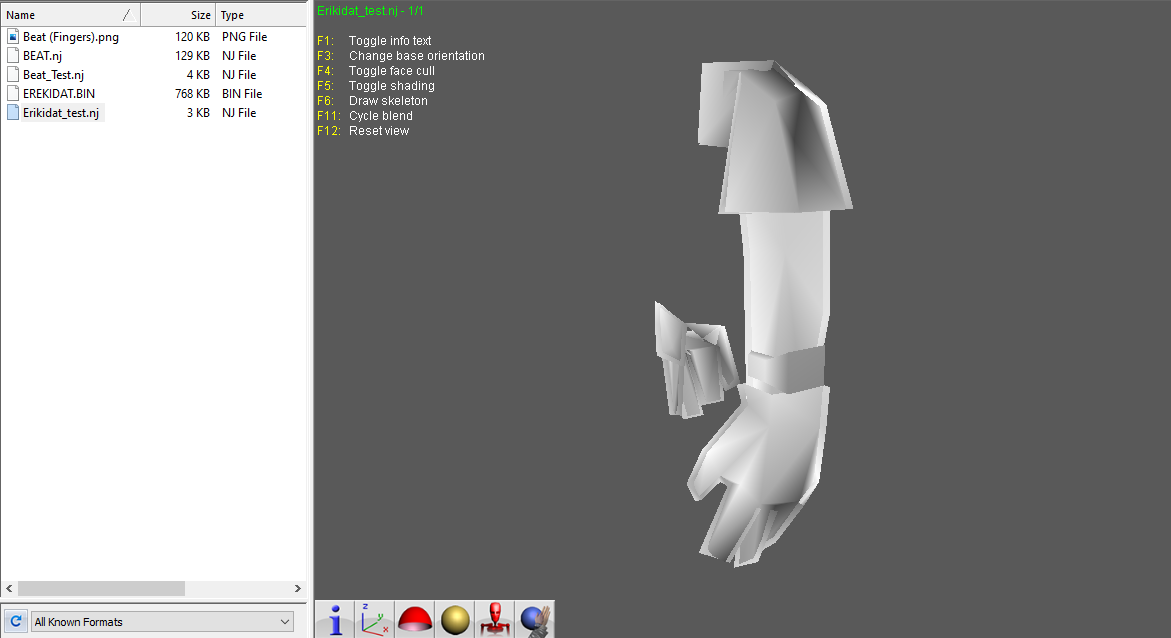 Name Size Type
Beat (Fingers).png 120 KB PNG File
BEAT.nj 129 KB NJ File
Beat_Test.nj 4 KB NJ File
EREKIDAT.BIN 768 KB BIN File
Erikidat_test.nj 3 KB NJ File
All Known Formats
Erikidat_test.nj - 1/1
F1: Toggle info text
F3: Change base orientation
F4: Toggle face cull
F5: Toggle shading
F6: Draw skeleton
F11: Cycle blend
F12: Reset view
z
y
x